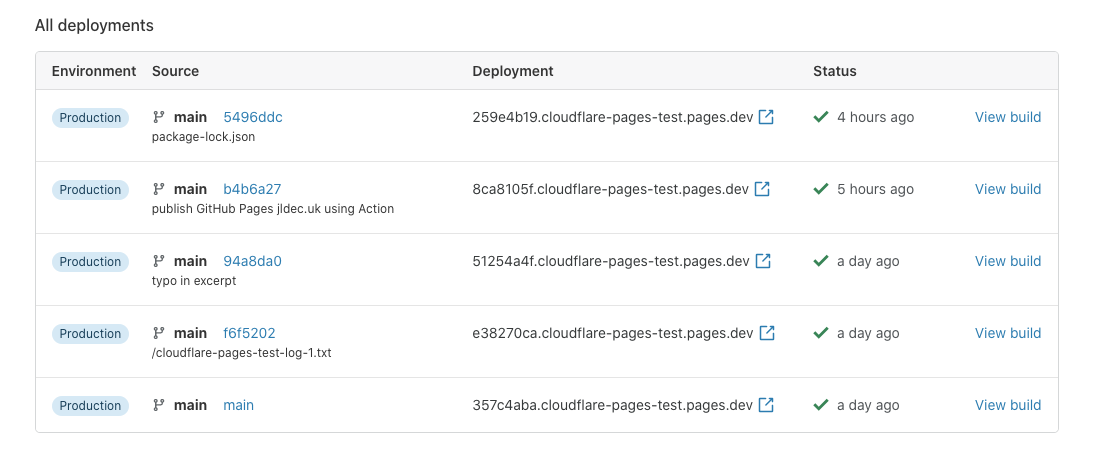 All deployments
Environment Source Deployment Status
Production main 5496ddc 259e4b19.cloudflare-pages-test.pages.dev 4 hours ago View build
package-lock.json
Production main b4b6a27 8ca8105f.cloudflare-pages-test.pages.dev 5 hours ago View build
publish GitHub Pages jldec.uk using Action
Production main 94a8da0 51254a4f.cloudflare-pages-test.pages.dev a day ago View build
typo in excerpt
Production main f6f5202 e38270ca.cloudflare-pages-test.pages.dev a day ago View build
/cloudflare-pages-test-log-1.txt
Production main main 357c4aba.cloudflare-pages-test.pages.dev a day ago View build